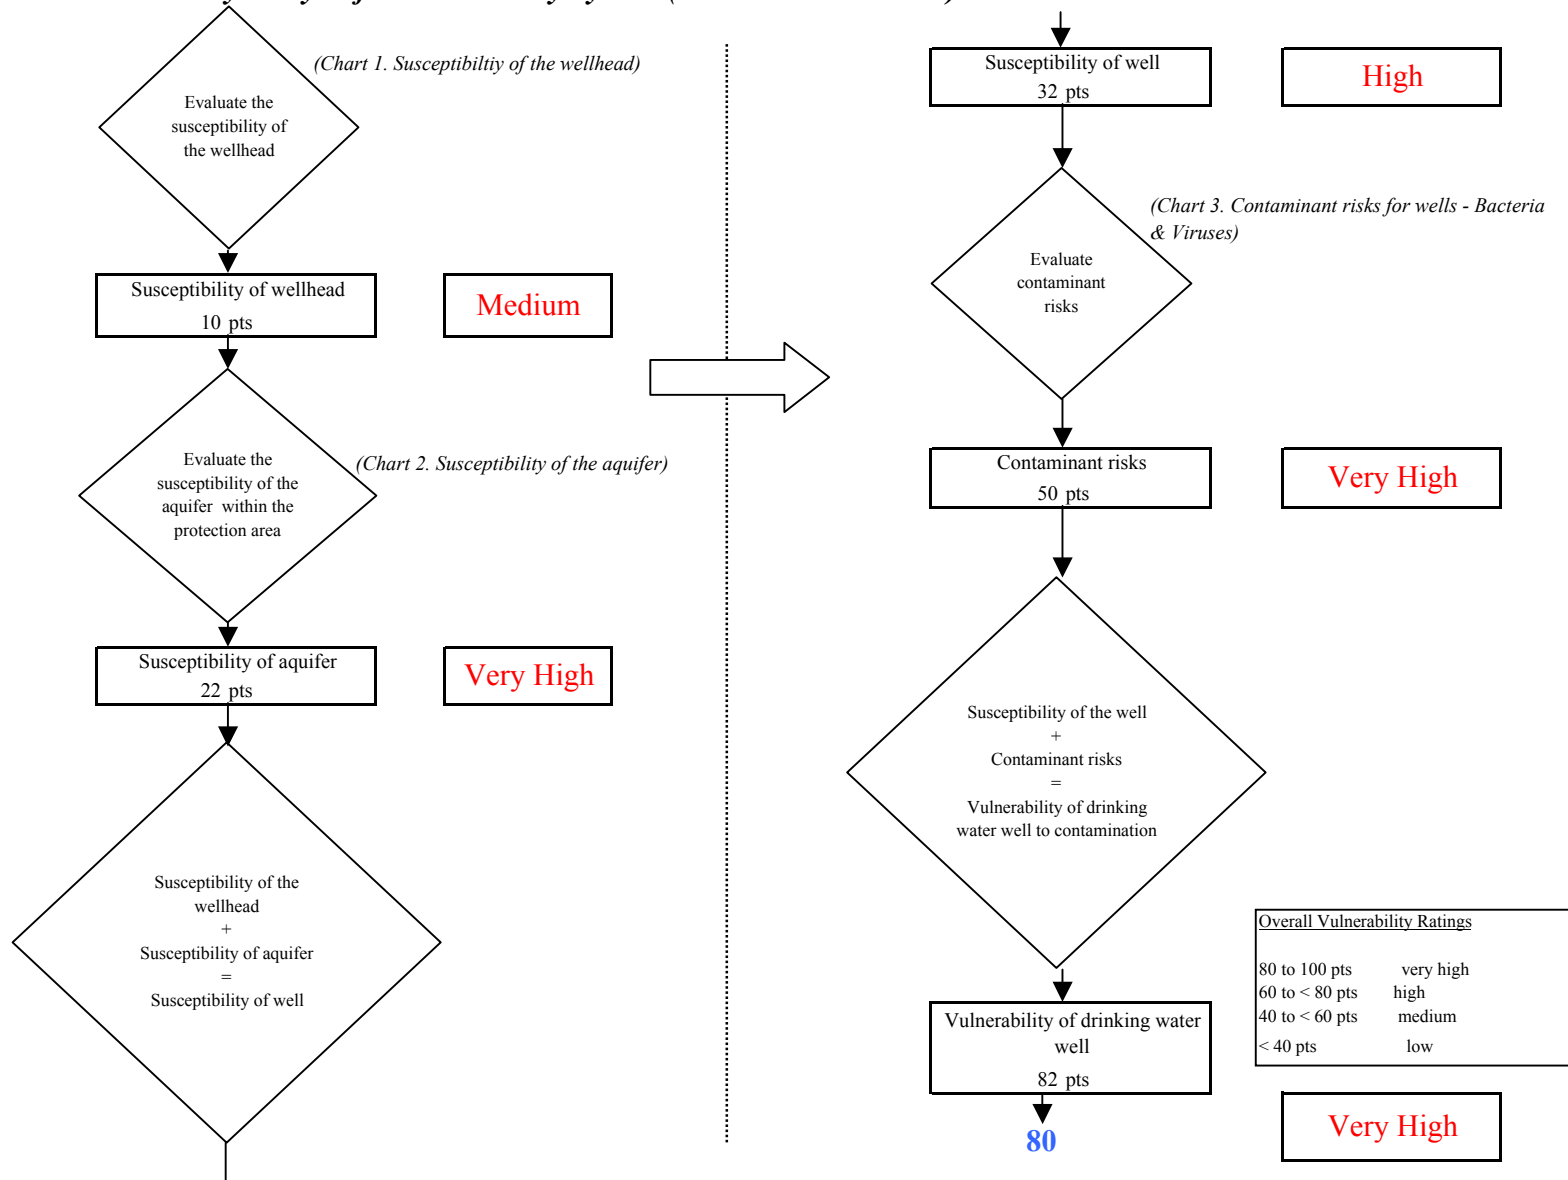 (Chart 1. Susceptibiltiy of the wellhead)
Evaluate the
susceptibility of
the wellhead
Susceptibility of wellhead
10 pts
Medium
Evaluate the
susceptibility of the
aquifer within the
protection area
(Chart 2. Susceptibility of the aquifer)
Susceptibility of aquifer
22 pts
Very High
Susceptibility of the
wellhead
+
Susceptibility of aquifer
=
Susceptibility of well
Susceptibility of well
32 pts
High
(Chart 3. Contaminant risks for wells - Bacteria
& Viruses)
Evaluate
contaminant
risks
Contaminant risks
50 pts
Very High
Susceptibility of the well
+
Contaminant risks
=
Vulnerability of drinking
water well to contamination
Overall Vulnerability Ratings
80 to 100 pts very high
60 to < 80 pts high
40 to < 60 pts medium
< 40 pts low
Vulnerability of drinking water
well
82 pts
80
Very High